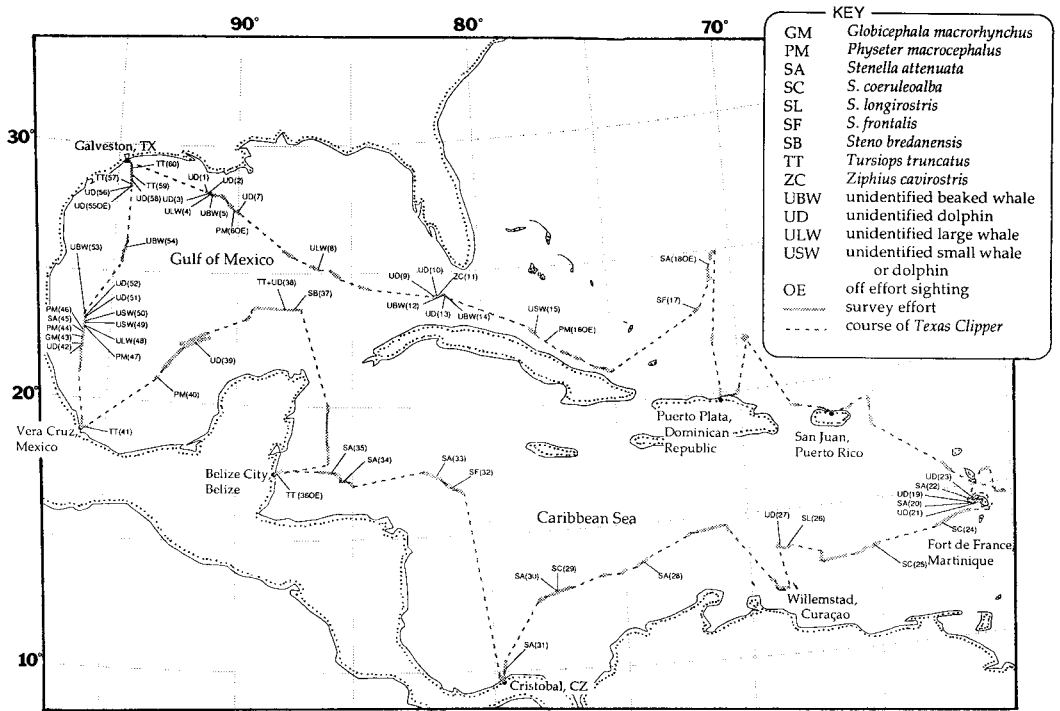 90°
80°
70°
30°
20°
10°
KEY
GM Globicephala macrorhynchus
PM Physeter macrocephalus
SA Stenella attenuata
SC S. coeruleoalba
SL S. longirostris
SF S. frontalis
SB Steno bredanensis
TT Tursiops truncatus
ZC Ziphius cavirostris
UBW unidentified beaked whale
UD unidentified dolphin
ULW unidentified large whale
USW unidentified small whale
or dolphin
OE off effort sighting
survey effort
course of Texas Clipper
Galveston, TX
TT(60)
TT(57)
TT(59)
UD(56)
UD(58)
UD(55OE)
UD(1)
UD(2)
UD(3)
UD(7)
ULW(4)
UBW(5)
PM(6OE)
UBW(53)
UBW(54)
Gulf of Mexico
ULW(8)
UD(9)
UD(10)
ZC(11)
UBW(12)
UD(13)
UBW(14)
USW(15)
PM(16OE)
SF(17)
SA(18OE)
TT+UD(38)
SB(37)
UD(52)
UD(51)
USW(50)
USW(49)
ULW(48)
PM(47)
PM(46)
SA(45)
PM(44)
GM(43)
UD(42)
UD(39)
PM(40)
TT(41)
Vera Cruz,
Mexico
Puerto Plata,
Dominican
Republic
San Juan,
Puerto Rico
Belize City
Belize
TT(36OE)
SA(35)
SA(34)
SA(33)
SF(32)
UD(23)
SA(22)
UD(19)
SA(20)
UD(21)
Caribbean Sea
UD(27)
SL(26)
SC(24)
SC(25)
Fort de France,
Martinique
SC(29)
SA(30)
SA(28)
Willemstad,
Curaçao
SA(31)
Cristobal, CZ